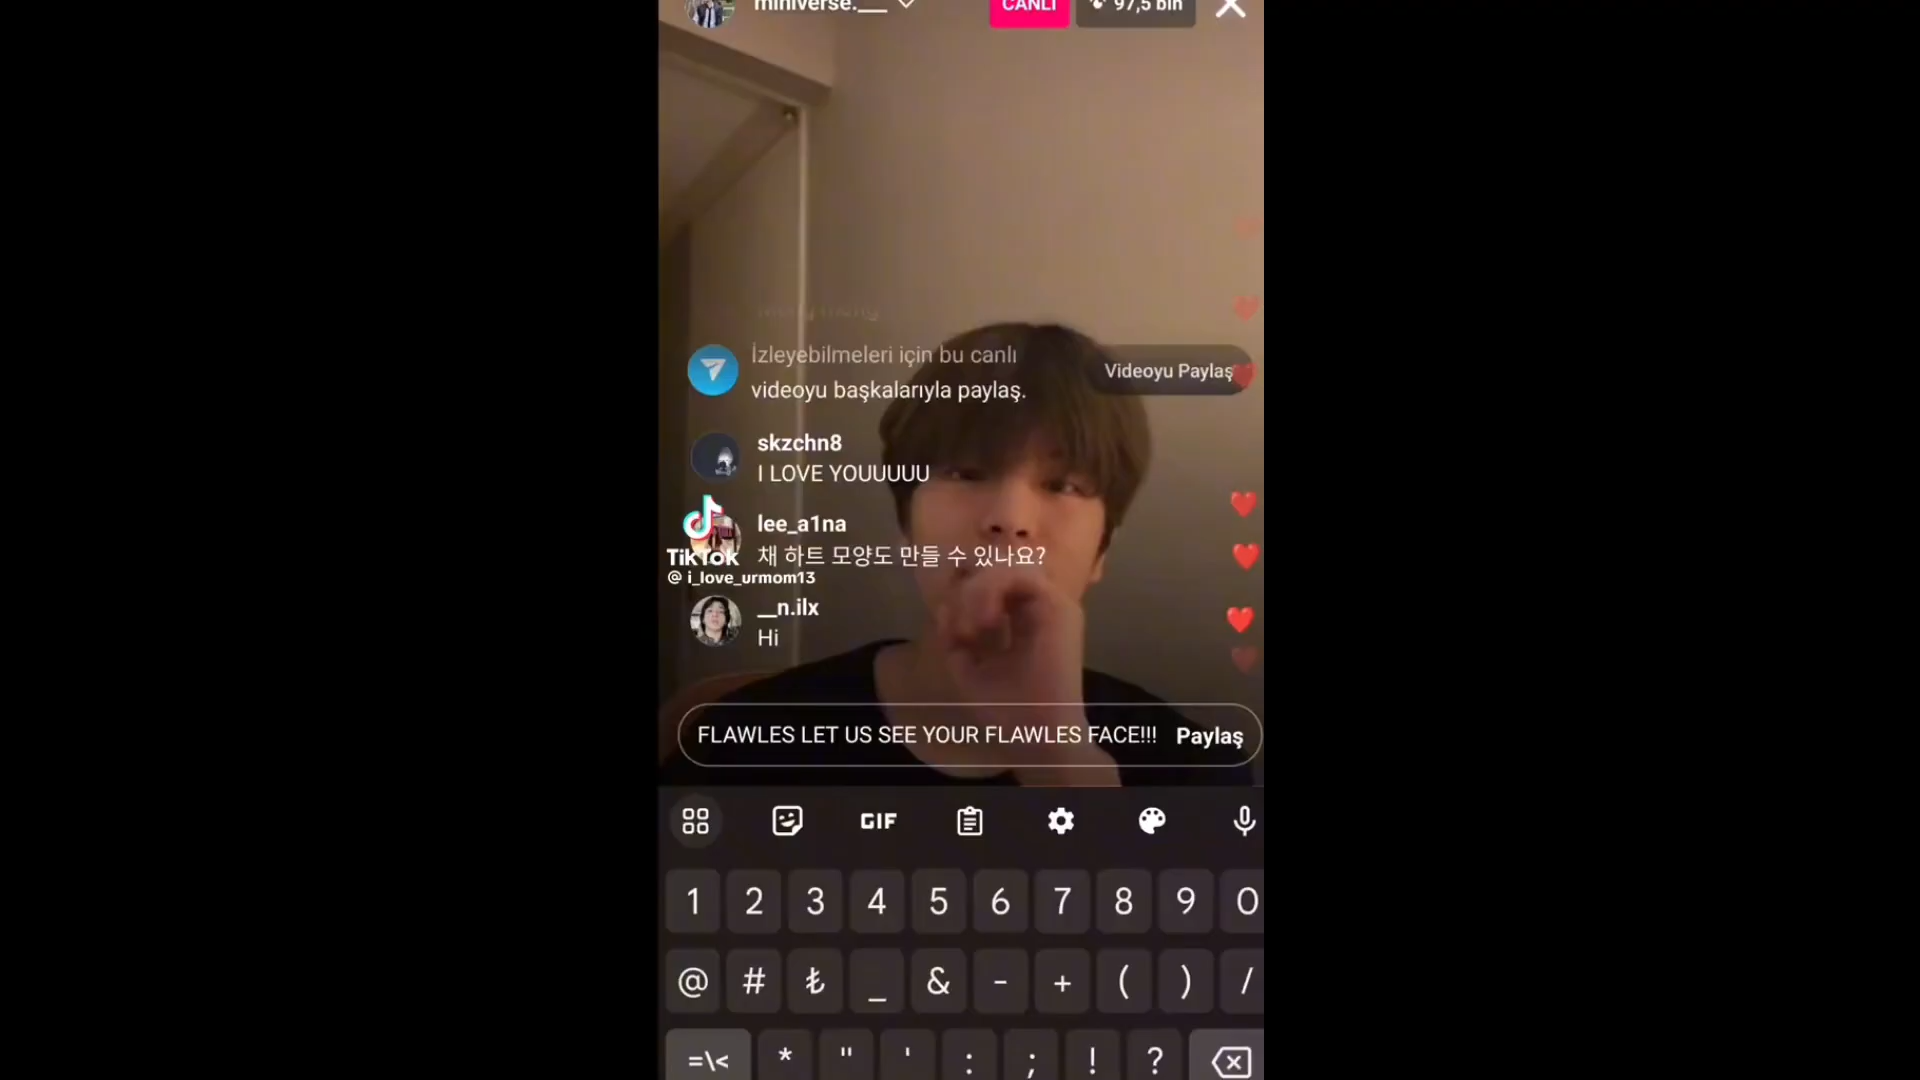 miniverse.___
CANLI
97,5 bin
İzleyebilmeleri için bu canlı
videoyu başkalarıyla paylaş.
Videoyu Paylaş
skzchn8
I LOVE YOUUUUU
lee_a1na
채 하트 모양도 만들 수 있나요?
TikTok
@ i_love_urmom13
__n.ilx
Hi
FLAWLES LET US SEE YOUR FLAWLES FACE!!!
Paylaş
GIF
1 2 3 4 5 6 7 8 9 0
@ # ₺ _ & - + ( ) /
=\< * " ' : ; ! ?